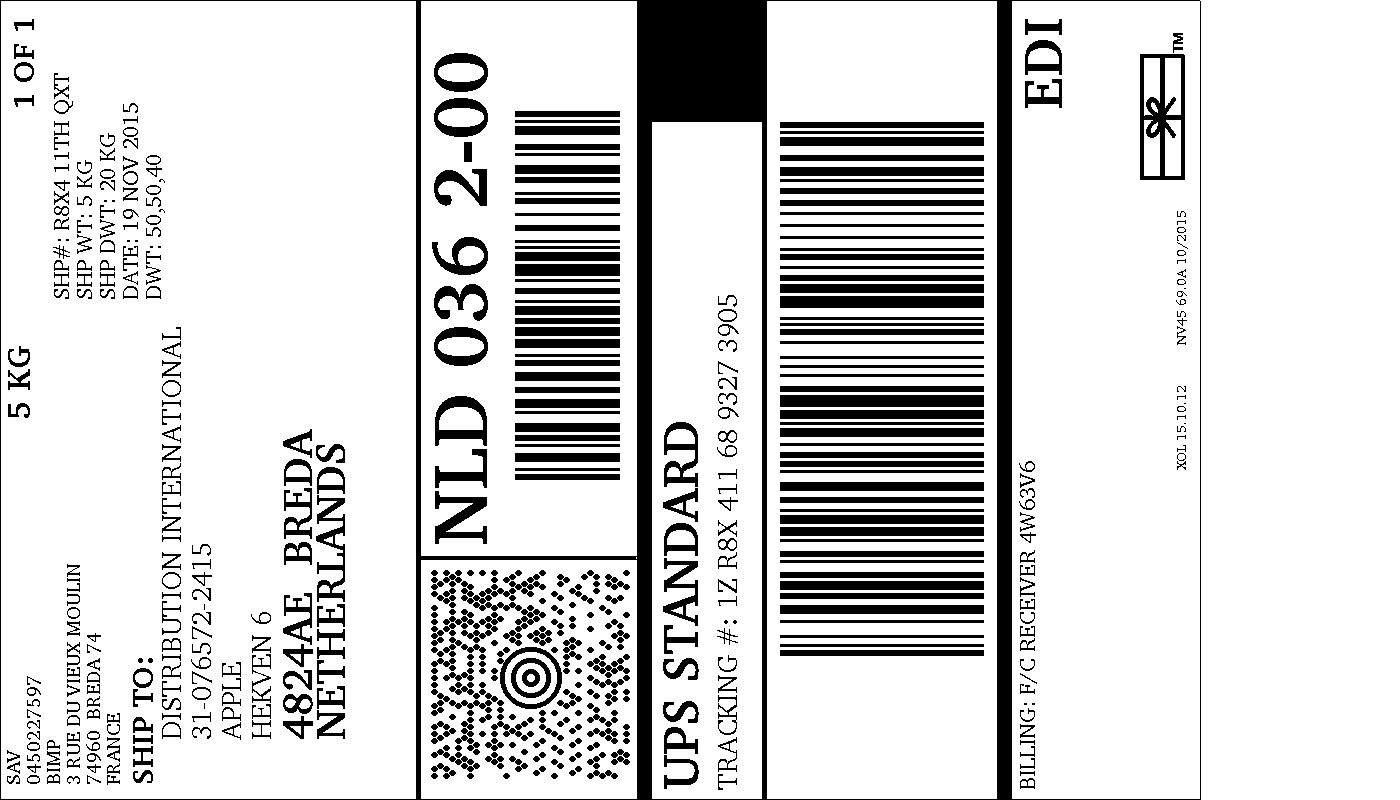 SAV
0450227597
BIMP
3 RUE DU VIEUX MOULIN
74960 BREDA 74
FRANCE
5 KG
1 OF 1
SHP#: R8X4 11TH QXT
SHP WT: 5 KG
SHP DWT: 20 KG
DATE: 19 NOV 2015
DWT: 50,50,40
SHIP TO:
DISTRIBUTION INTERNATIONAL
31-076572-2415
APPLE
HEKVEN 6
4824AE BREDA
NETHERLANDS
NLD 036 2-00
UPS STANDARD
TRACKING #: 1Z R8X 411 68 9327 3905
BILLING: F/C RECEIVER 4W63V6
EDI
XOL 15.10.12 NV45 69.0A 10/2015
TM